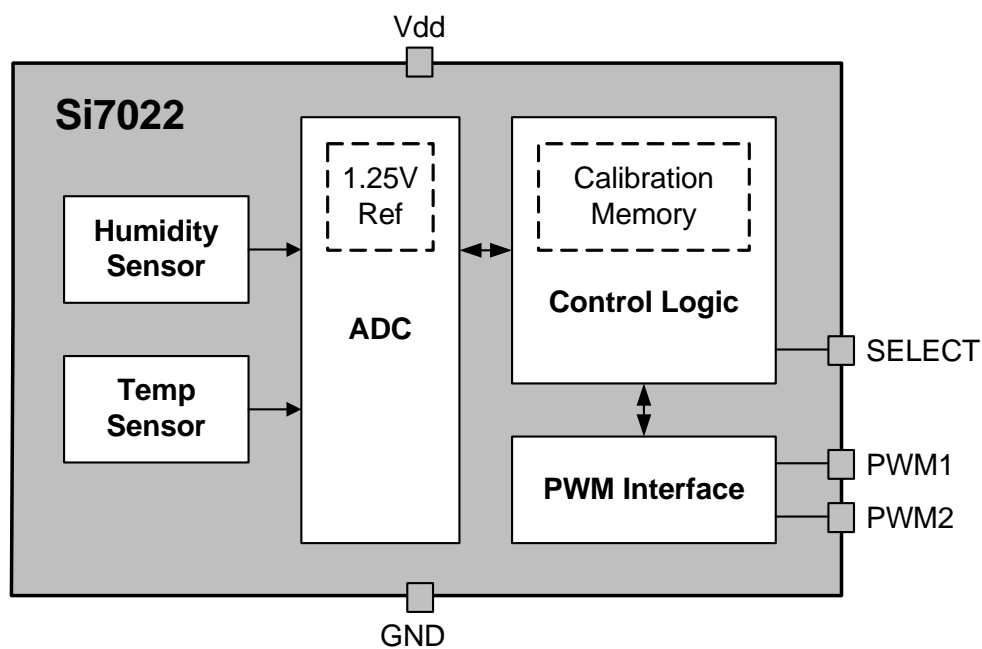 Vdd
Si7022
1.25V
Ref
Calibration
Memory
Humidity
Sensor
ADC
Control Logic
SELECT
Temp
Sensor
PWM Interface
PWM1
PWM2
GND